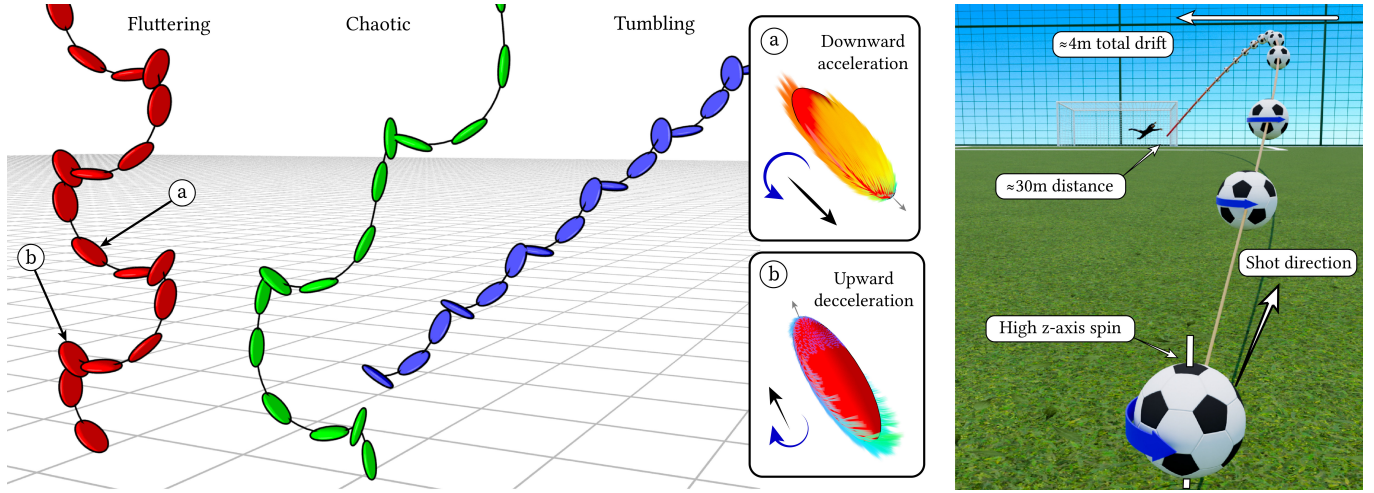 Fluttering
Chaotic
Tumbling
a
b
a
Downward
acceleration
b
Upward
decceleration
≈4m total drift
≈30m distance
Shot direction
High z-axis spin